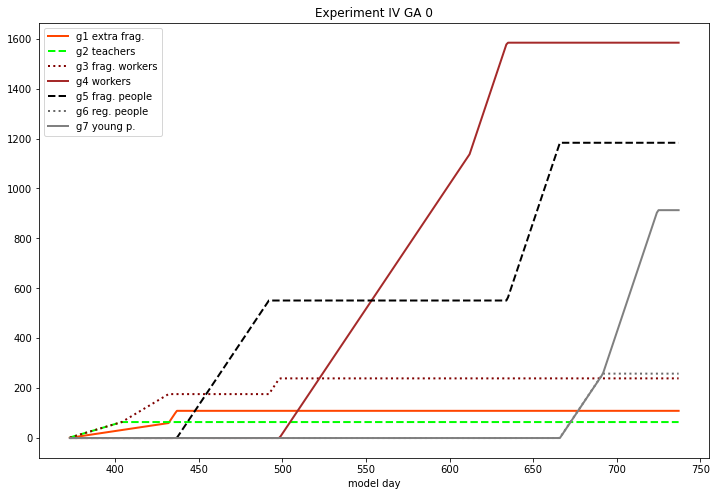 Experiment IV GA 0
g1 extra frag.
g2 teachers
g3 frag. workers
g4 workers
g5 frag. people
g6 reg. people
g7 young p.
1600
1400
1200
1000
800
600
400
200
0
400 450 500 550 600 650 700 750
model day